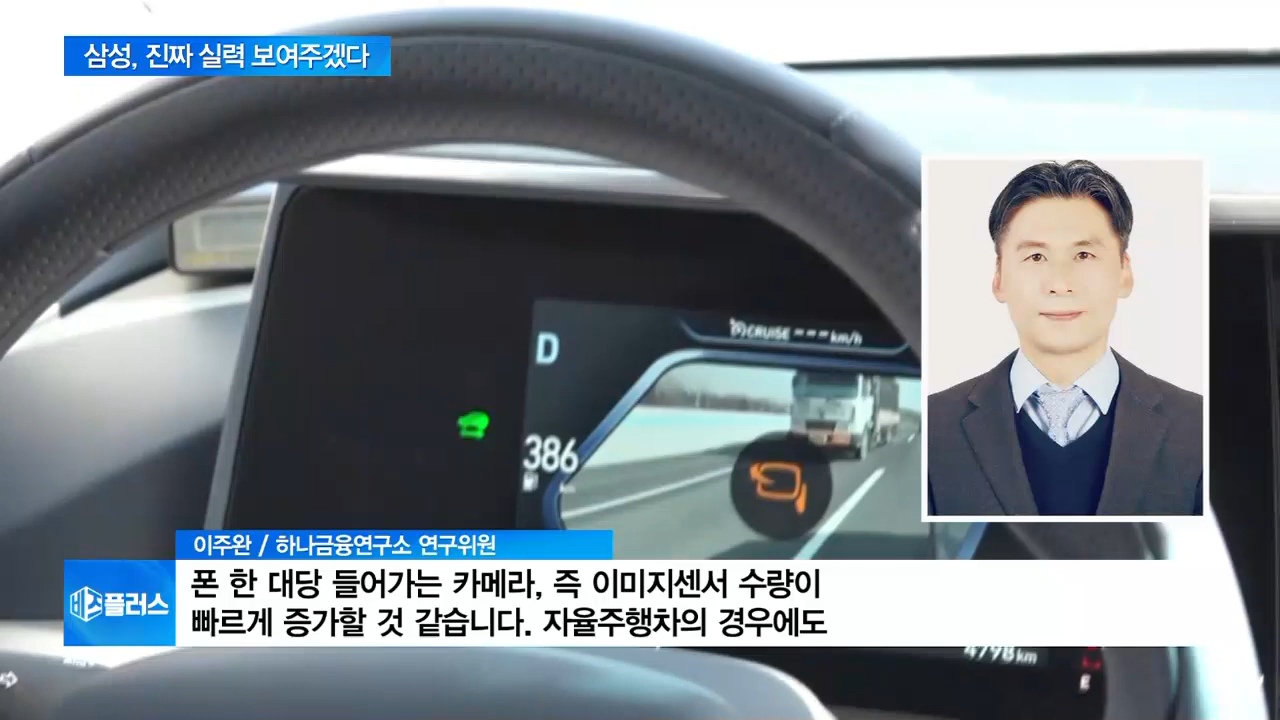 삼성, 진짜 실력 보여주겠다
CRUISE --- km/h
D
386
이주완 / 하나금융연구소 연구위원
비즈플러스
폰 한 대당 들어가는 카메라, 즉 이미지센서 수량이
빠르게 증가할 것 같습니다. 자율주행차의 경우에도
4798 km
E